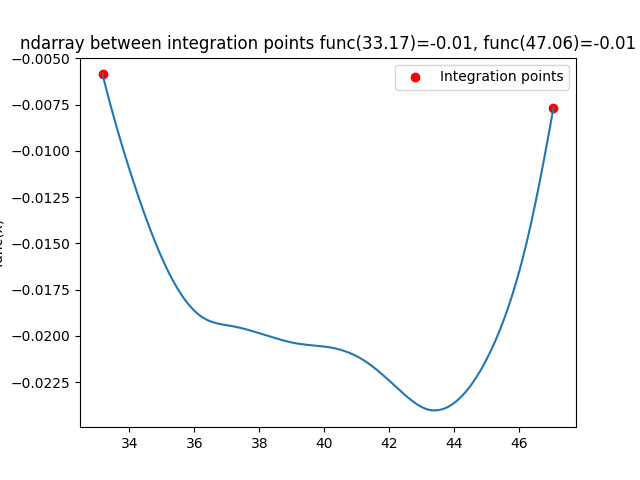 ndarray between integration points func(33.17)=-0.01, func(47.06)=-0.01
Integration points
−0.0050
−0.0075
−0.0100
−0.0125
−0.0150
−0.0175
−0.0200
−0.0225
func(x)
34 36 38 40 42 44 46